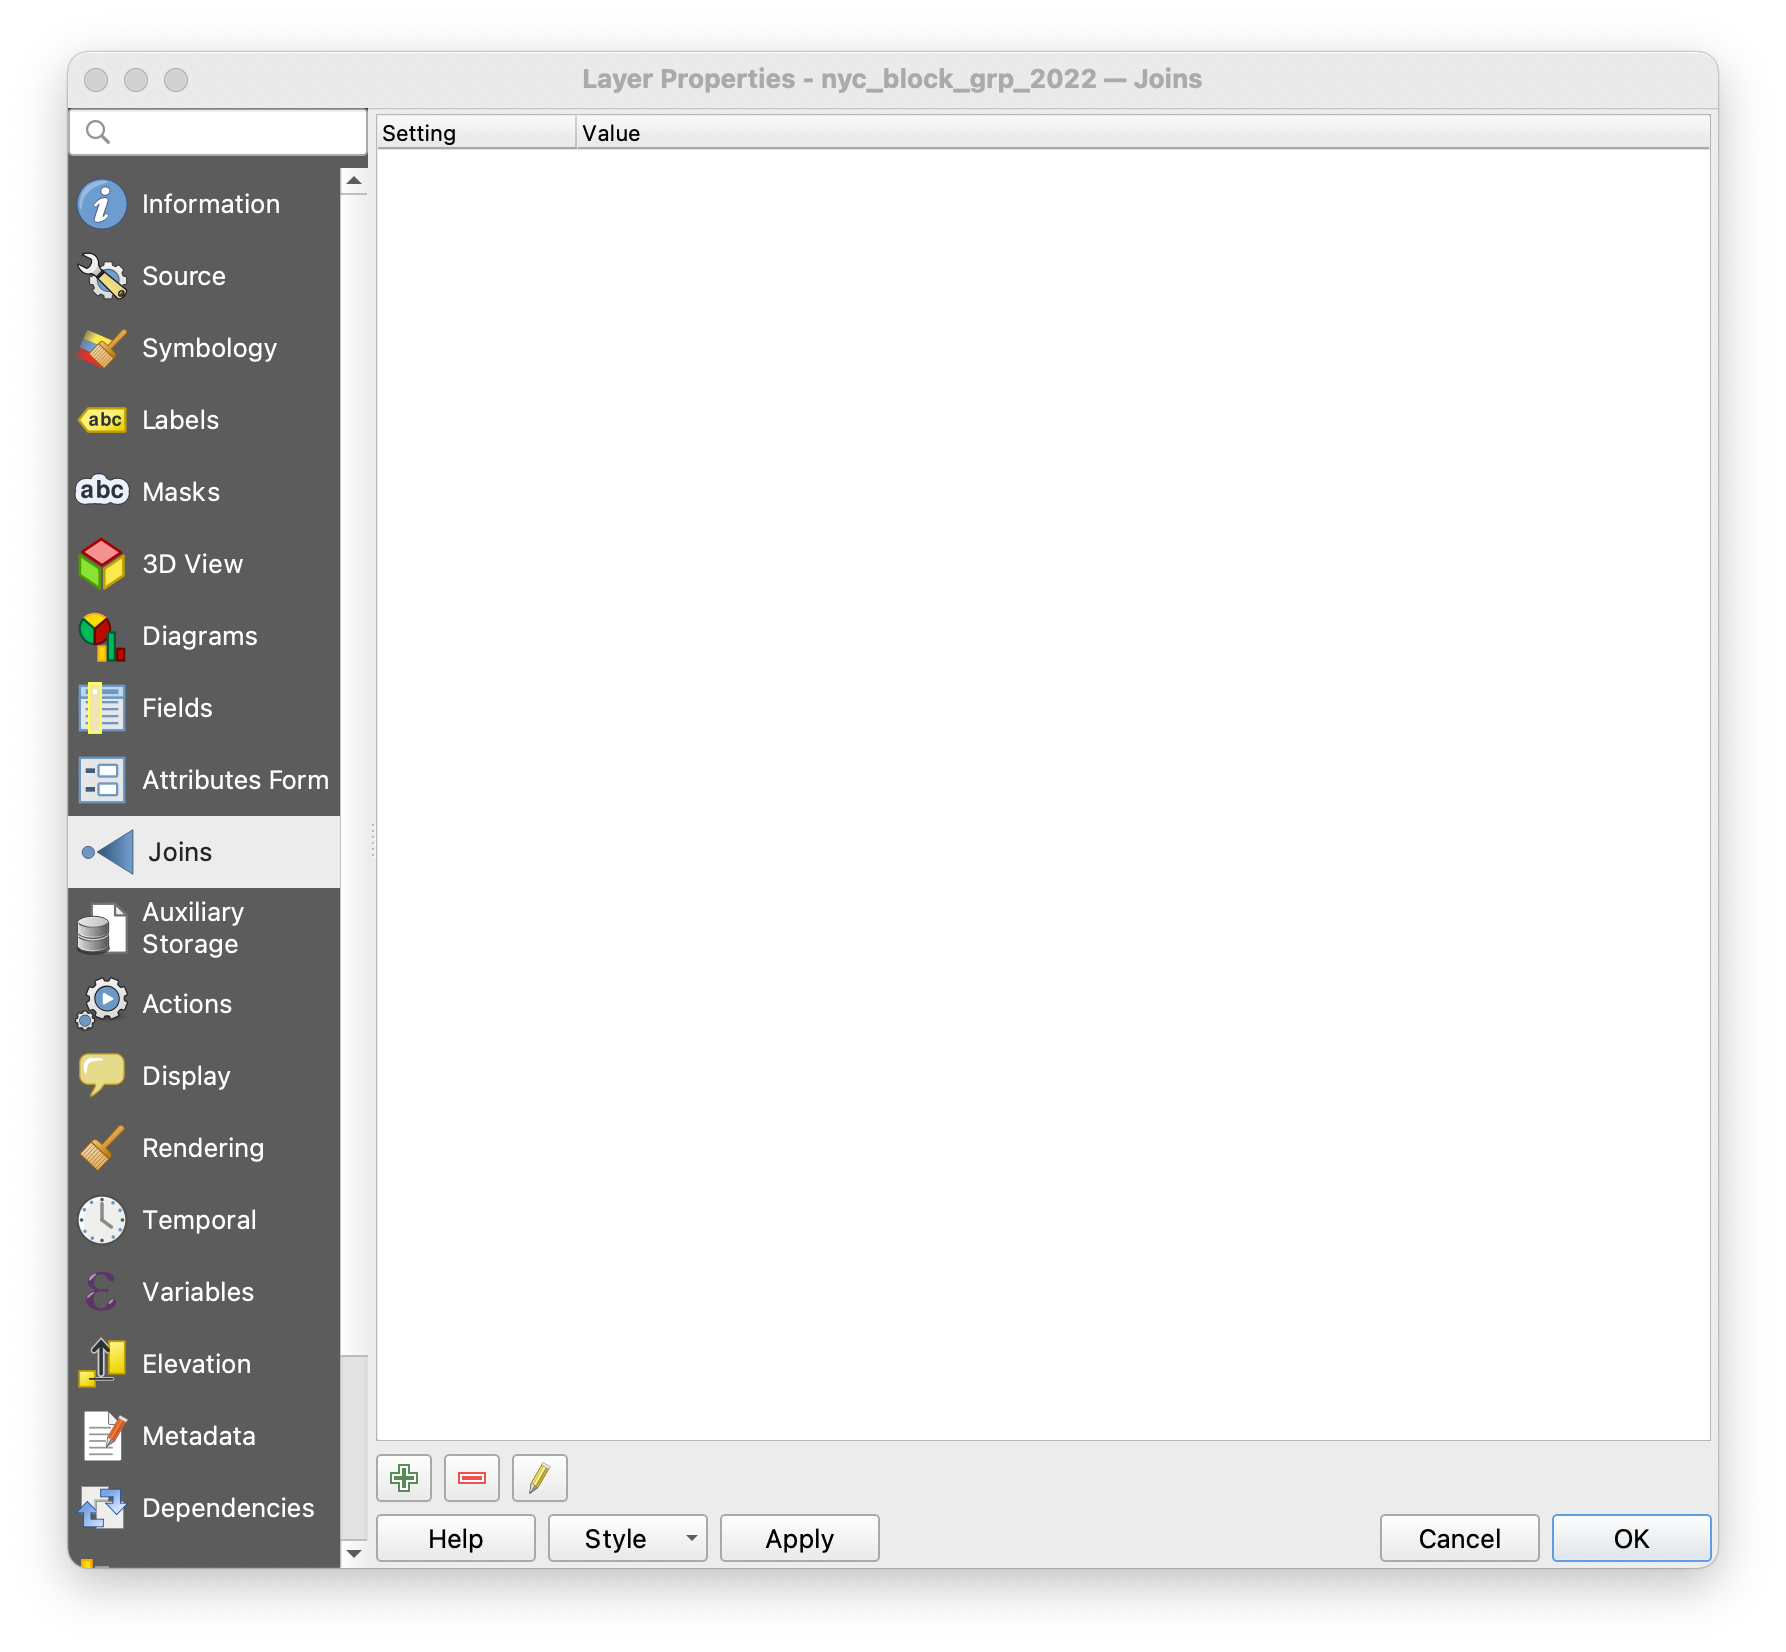 Layer Properties - nyc_block_grp_2022 — Joins
Setting Value
Information
Source
Symbology
abc Labels
abc Masks
3D View
Diagrams
Fields
Attributes Form
Joins
Auxiliary
Storage
Actions
Display
Rendering
Temporal
Variables
Elevation
Metadata
Dependencies
Help Style Apply Cancel OK